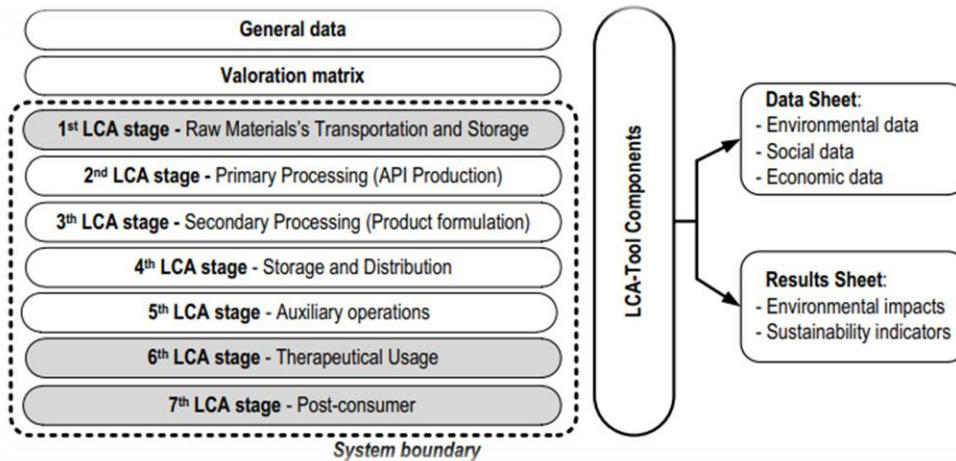 General data
Valoration matrix
1st LCA stage - Raw Materials's Transportation and Storage
2nd LCA stage - Primary Processing (API Production)
3th LCA stage - Secondary Processing (Product formulation)
4th LCA stage - Storage and Distribution
5th LCA stage - Auxiliary operations
6th LCA stage - Therapeutical Usage
7th LCA stage - Post-consumer
System boundary
LCA-Tool Components
Data Sheet:
- Environmental data
- Social data
- Economic data
Results Sheet:
- Environmental impacts
- Sustainability indicators